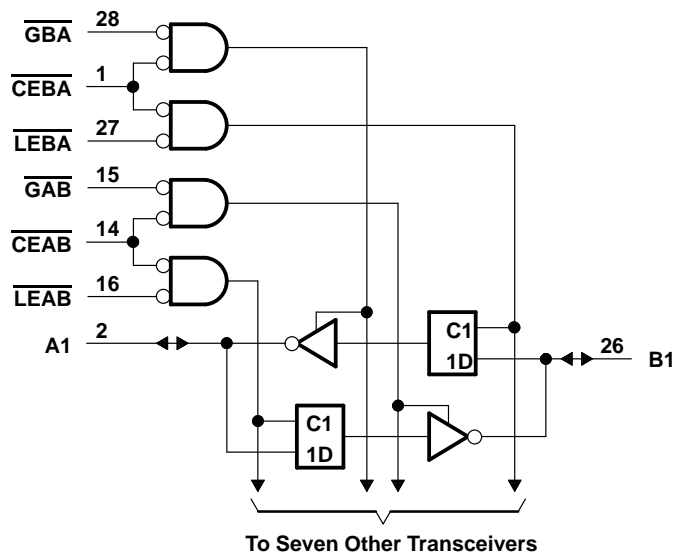 GBA 28
CEBA 1
LEBA 27
GAB 15
CEAB 14
LEAB 16
A1 2
C1
1D
26 B1
C1
1D
To Seven Other Transceivers